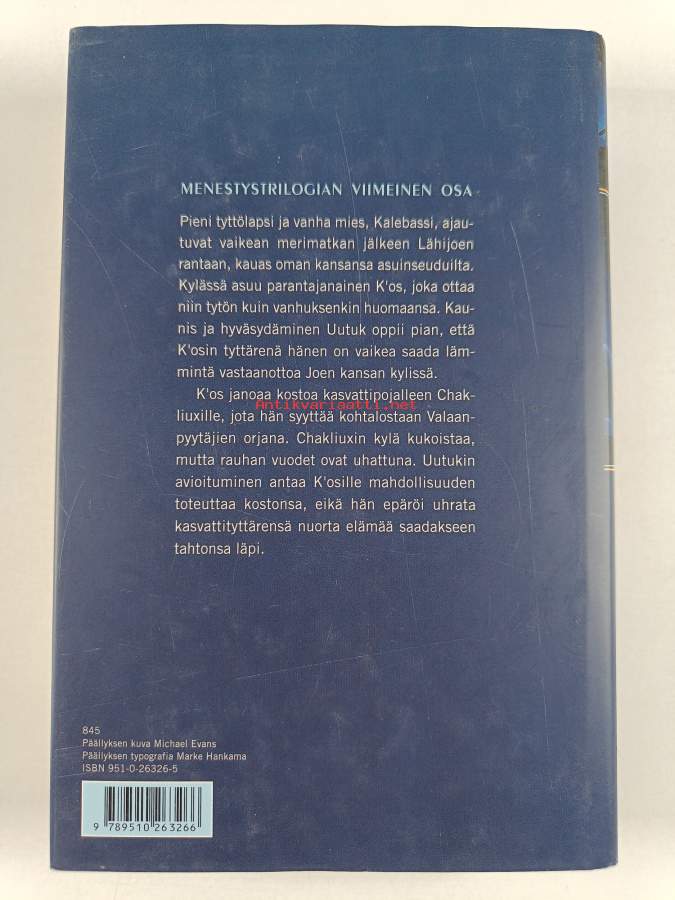 MENESTYSTRILOGIAN VIIMEINEN OSA
Pieni tyttölapsi ja vanha mies, Kalebassi, ajau-
tuvat vaikean merimatkan jälkeen Lähijoen
rantaan, kauas oman kansansa asuinseuduilta.
Kylässä asuu parantajanainen K'os, joka ottaa
niin tytön kuin vanhuksenkin huomaansa. Kau-
nis ja hyväsydäminen Uutuk oppii pian, että
K'osin tyttärenä hänen on vaikea saada läm-
mintä vastaanottoa Joen kansan kylissä.
K'os janoaa kostoa kasvattipojalleen Chak-
liuxille, jota hän syyttää kohtalostaan Valaan-
pyytäjien orjana. Chakliuxin kylä kukoistaa,
mutta rauhan vuodet ovat uhattuna. Uutukin
avioituminen antaa K'osille mahdollisuuden
toteuttaa kostonsa, eikä hän epäröi uhrata
kasvattityttärensä nuorta elämää saadakseen
tahtonsa läpi.
Antikvariaatti.net
845
Päällyksen kuva Michael Evans
Päällyksen typografia Marke Hankama
ISBN 951-0-26326-5
9 789510 263266